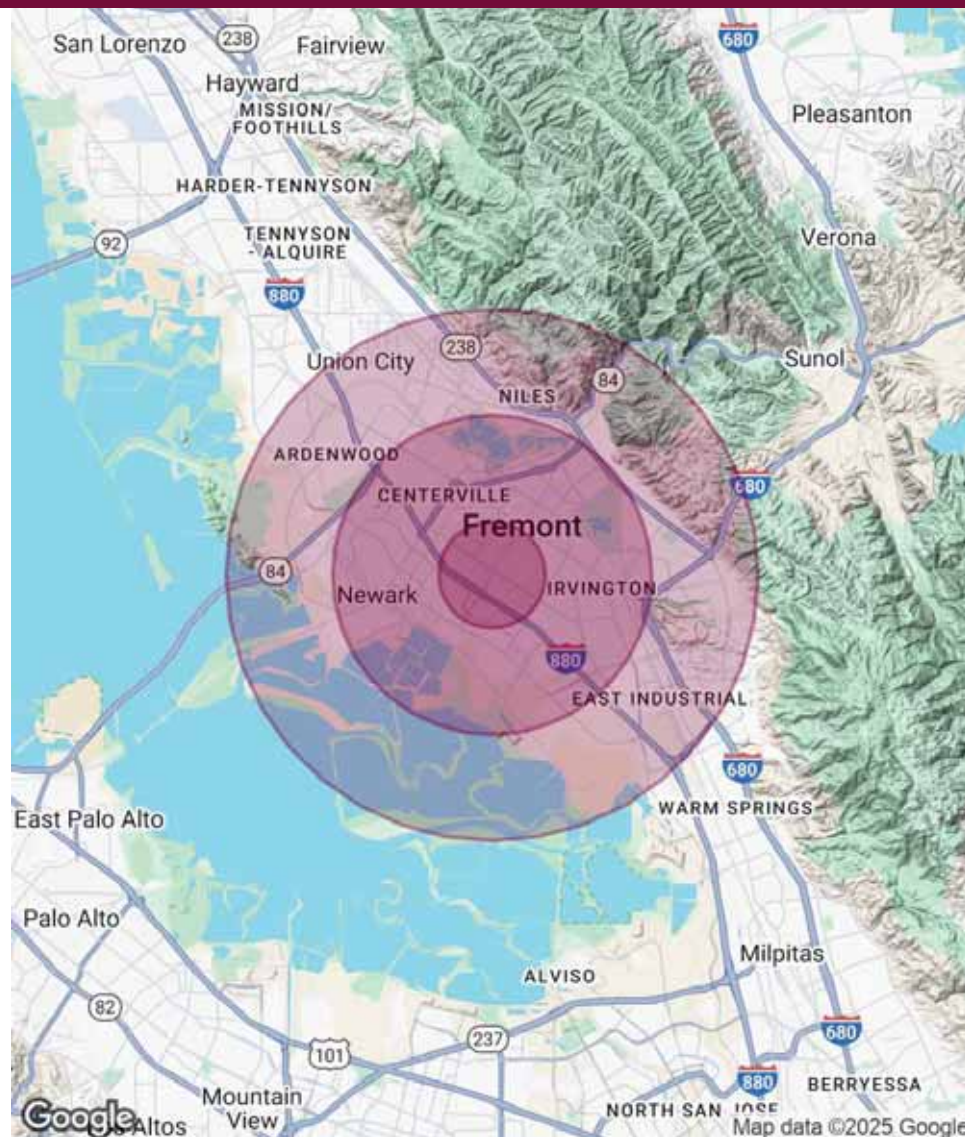 San Lorenzo
238
Fairview
680
Hayward
MISSION/
FOOTHILLS
Pleasanton
HARDER-TENNYSON
92
TENNYSON
- ALQUIRE
Verona
880
238
Union City
Sunol
84
NILES
ARDENWOOD
680
CENTERVILLE
Fremont
84
Newark
IRVINGTON
880
EAST INDUSTRIAL
680
WARM SPRINGS
East Palo Alto
Palo Alto
Milpitas
ALVISO
82
237
680
101
880
BERRYESSA
Mountain
View
NORTH SAN JOSE
Google
Altos
Map data ©2025 Google